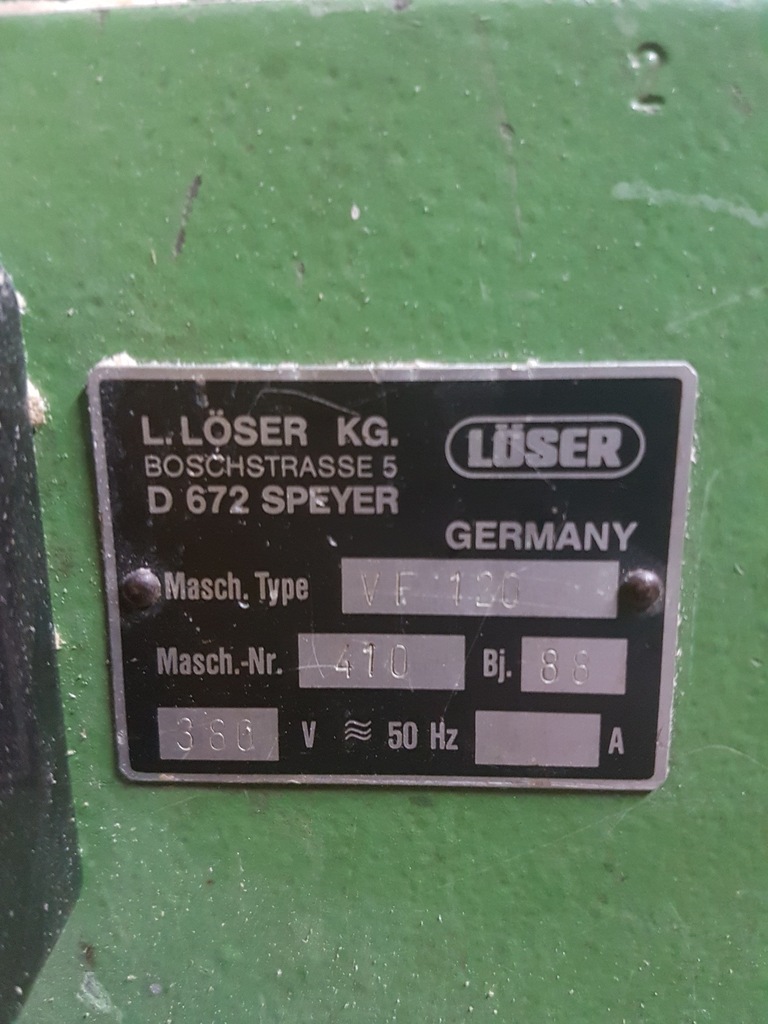 2
L. LÖSER KG.
BOSCHSTRASSE 5
D 672 SPEYER
LÖSER
GERMANY
Masch. Type VF 120
Masch.-Nr. 410 Bj. 88
380 V ≋ 50 Hz A